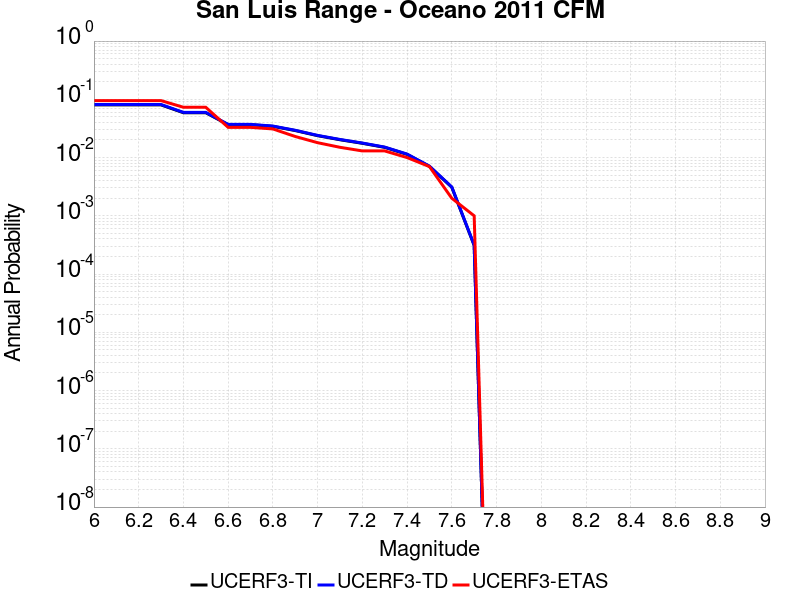 San Luis Range - Oceano 2011 CFM
10^0
10^-1
10^-2
10^-3
10^-4
10^-5
10^-6
10^-7
10^-8
Annual Probability
6 6.2 6.4 6.6 6.8 7 7.2 7.4 7.6 7.8 8 8.2 8.4 8.6 8.8 9
Magnitude
UCERF3-TI UCERF3-TD UCERF3-ETAS